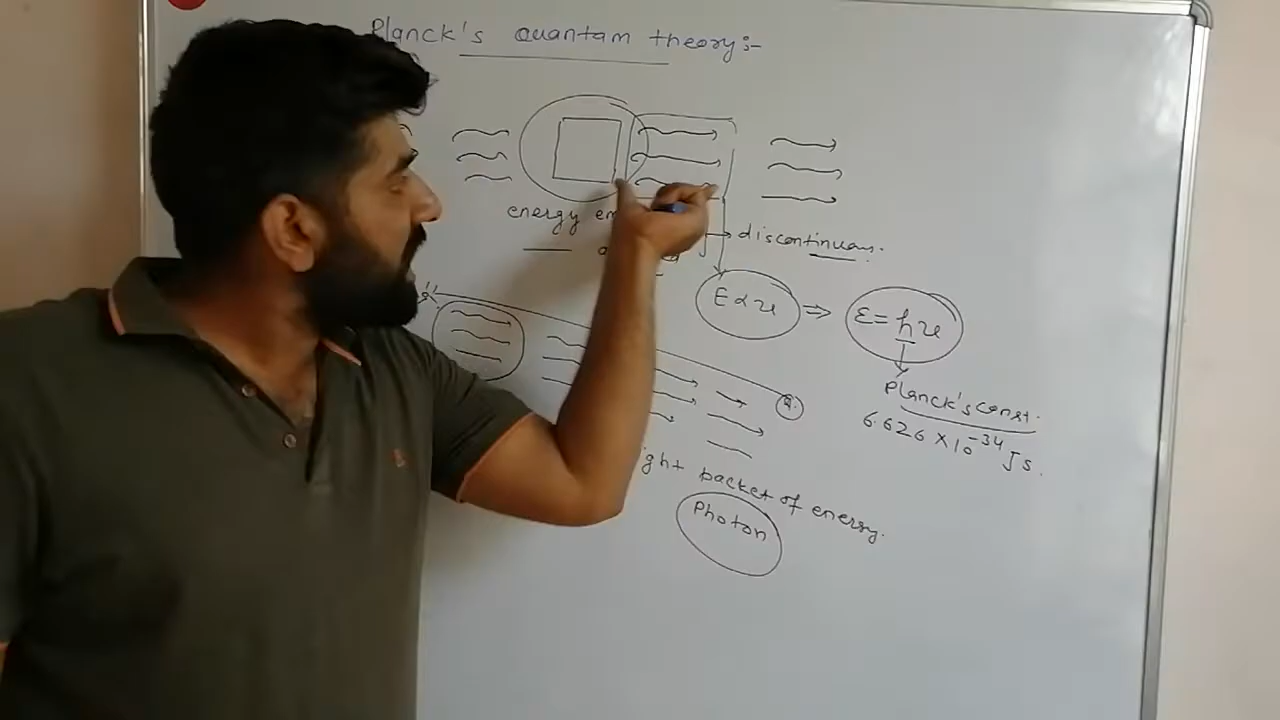 Planck's quantam theory:-
energy
discontinuous.
E α ν ⇒ E = hν
Planck's const.
6.626 × 10⁻³⁴ Js.
packet of energy.
Photon